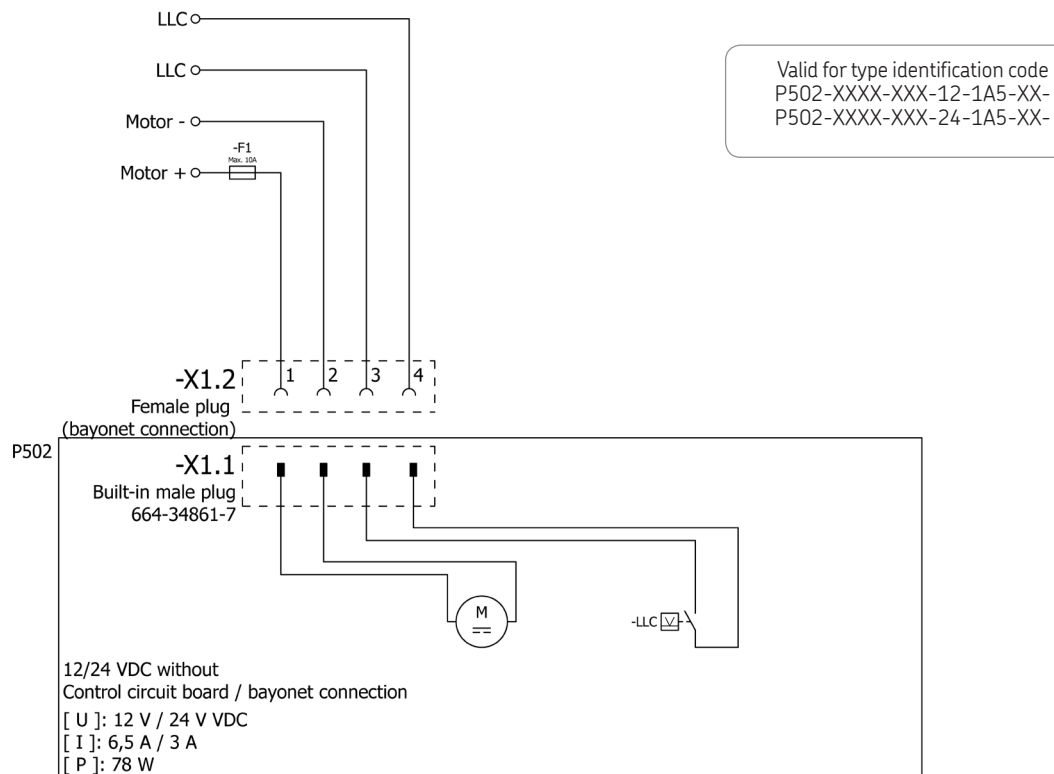 LLC
LLC
Motor -
-F1
Max. 10A
Motor +
Valid for type identification code
P502-XXXX-XXX-12-1A5-XX-
P502-XXXX-XXX-24-1A5-XX-
-X1.2
1 2 3 4
Female plug
(bayonet connection)
P502
-X1.1
Built-in male plug
664-34861-7
M
-LLC
12/24 VDC without
Control circuit board / bayonet connection
[ U ]: 12 V / 24 V VDC
[ I ]: 6,5 A / 3 A
[ P ]: 78 W